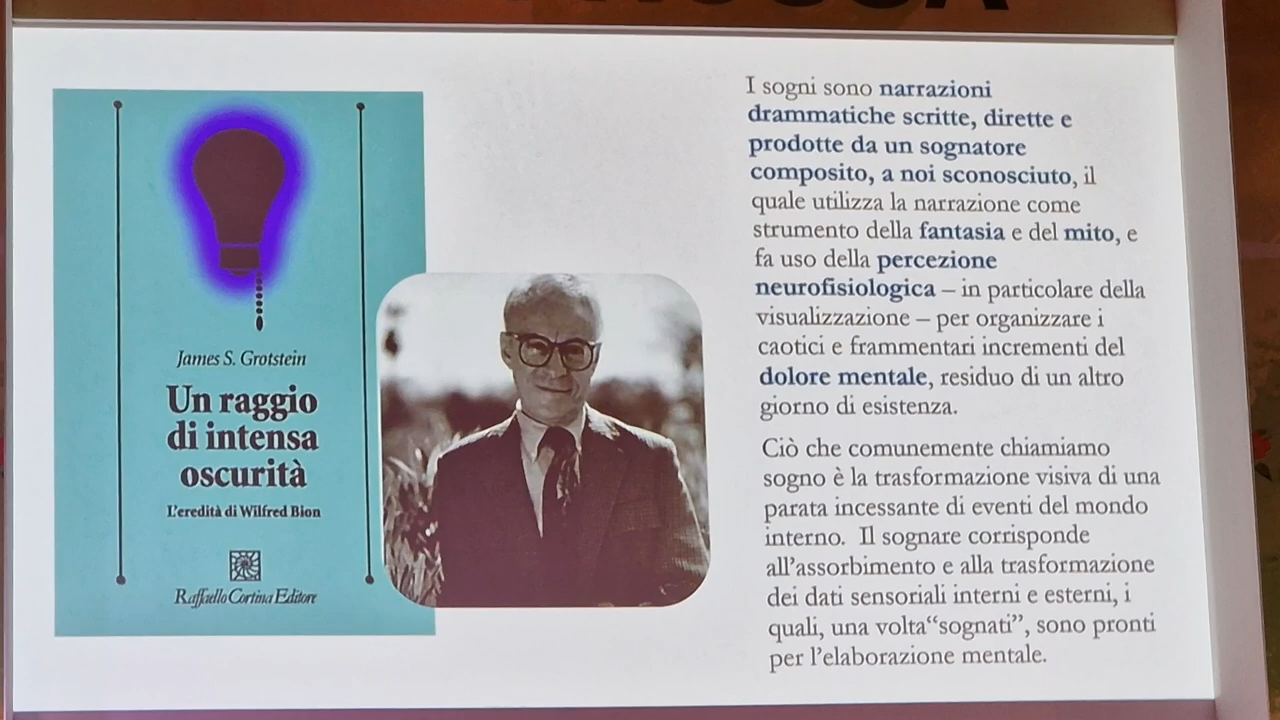 James S. Grotstein
Un raggio
di intensa
oscurità
L'eredità di Wilfred Bion
Raffaello Cortina Editore
I sogni sono narrazioni
drammatiche scritte, dirette e
prodotte da un sognatore
composito, a noi sconosciuto, il
quale utilizza la narrazione come
strumento della fantasia e del mito, e
fa uso della percezione
neurofisiologica – in particolare della
visualizzazione – per organizzare i
caotici e frammentari incrementi del
dolore mentale, residuo di un altro
giorno di esistenza.
Ciò che comunemente chiamiamo
sogno è la trasformazione visiva di una
parata incessante di eventi del mondo
interno. Il sognare corrisponde
all'assorbimento e alla trasformazione
dei dati sensoriali interni e esterni, i
quali, una volta“sognati”, sono pronti
per l'elaborazione mentale.